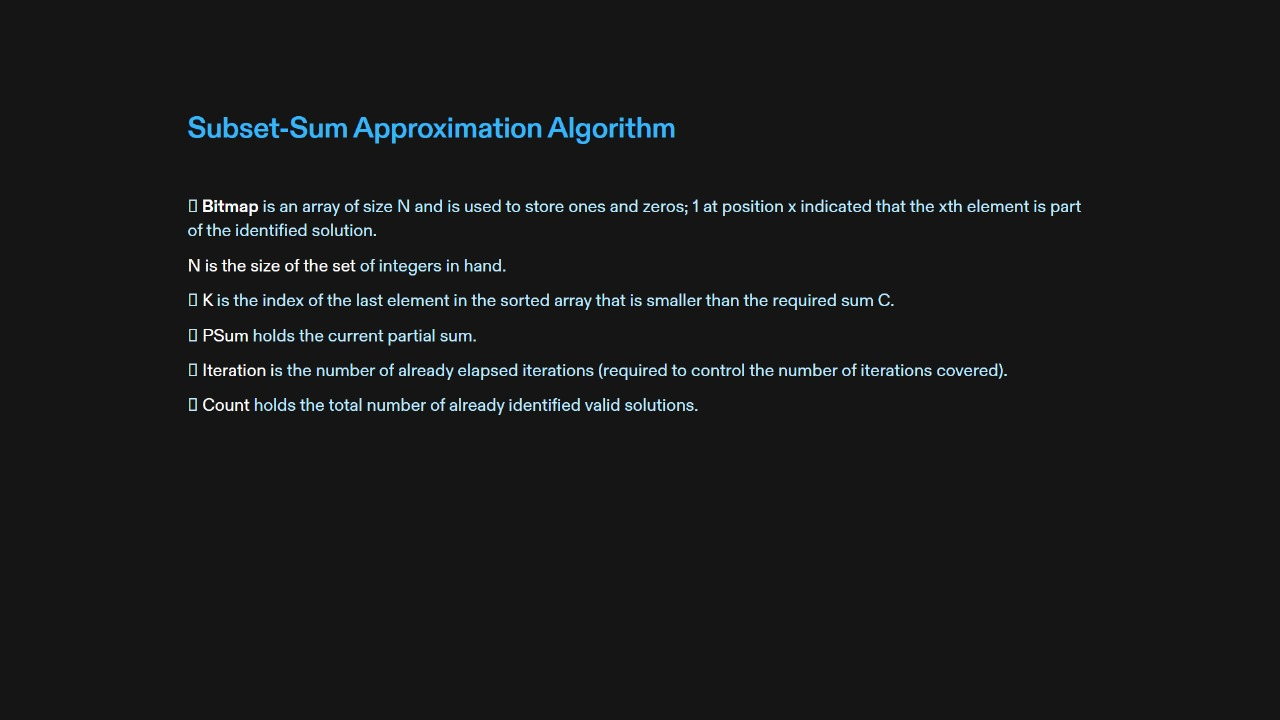 Subset-Sum Approximation Algorithm
▯ Bitmap is an array of size N and is used to store ones and zeros; 1 at position x indicated that the xth element is part
of the identified solution.
N is the size of the set of integers in hand.
▯ K is the index of the last element in the sorted array that is smaller than the required sum C.
▯ PSum holds the current partial sum.
▯ Iteration is the number of already elapsed iterations (required to control the number of iterations covered).
▯ Count holds the total number of already identified valid solutions.